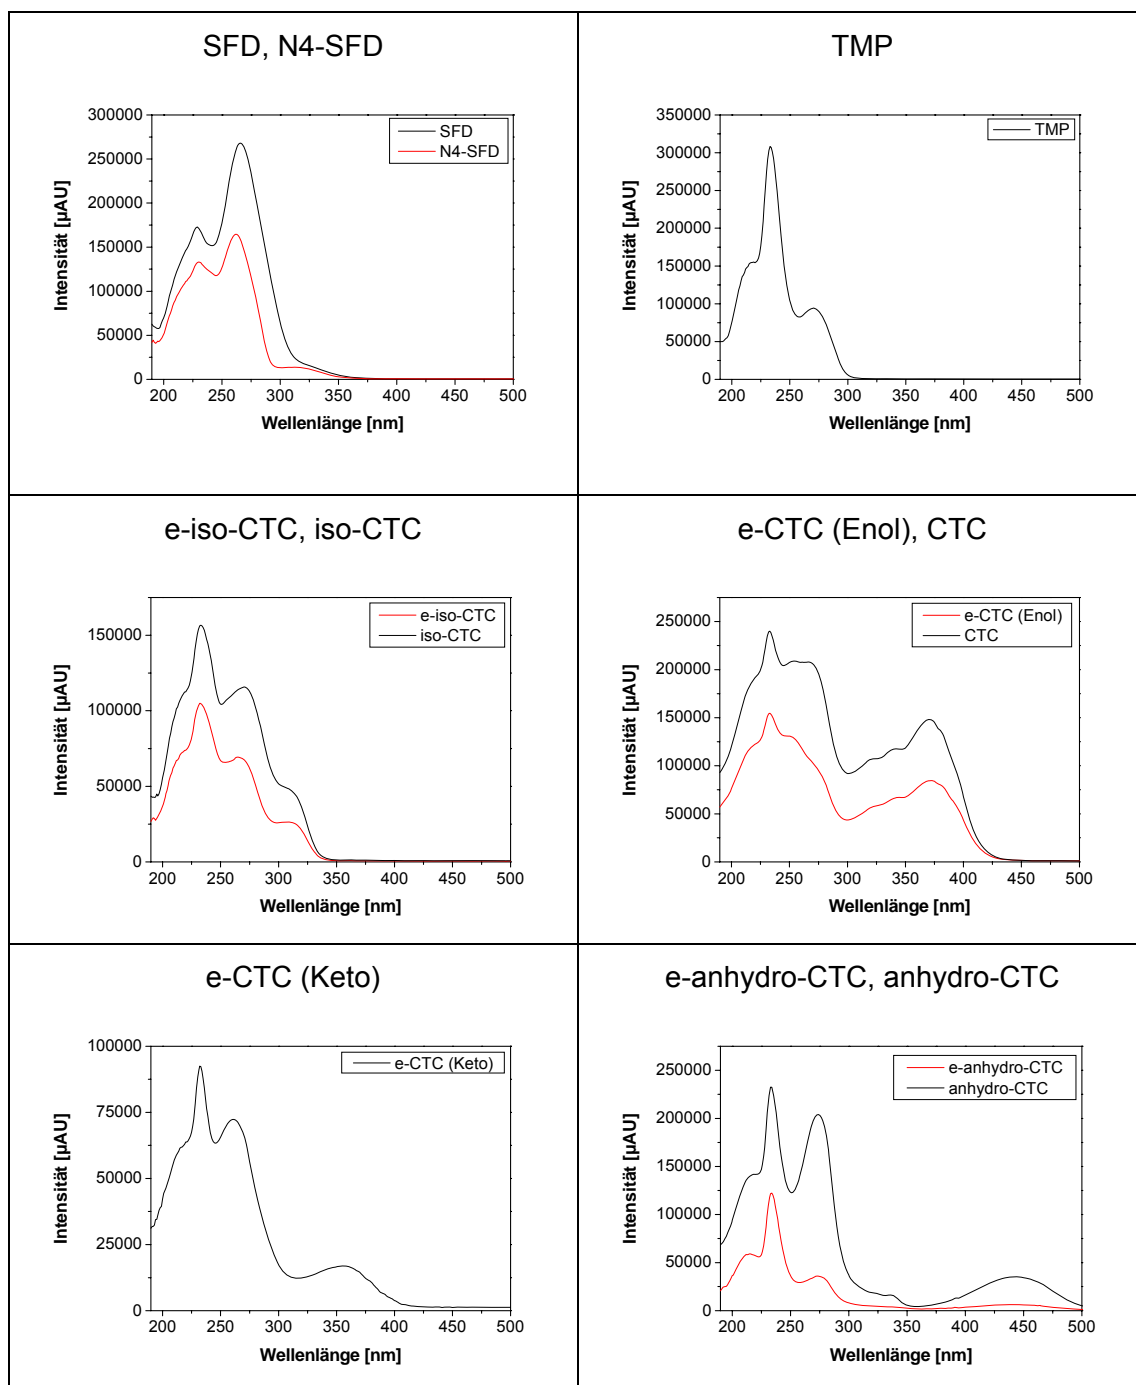 SFD, N4-SFD
300000
250000
200000
150000
100000
50000
0
200 250 300 350 400 450 500
Intensität [µAU]
Wellenlänge [nm]
SFD
N4-SFD
TMP
350000
300000
250000
200000
150000
100000
50000
0
200 250 300 350 400 450 500
Intensität [µAU]
Wellenlänge [nm]
TMP
e-iso-CTC, iso-CTC
150000
100000
50000
0
200 250 300 350 400 450 500
Intensität [µAU]
Wellenlänge [nm]
e-iso-CTC
iso-CTC
e-CTC (Enol), CTC
250000
200000
150000
100000
50000
0
200 250 300 350 400 450 500
Intensität [µAU]
Wellenlänge [nm]
e-CTC (Enol)
CTC
e-CTC (Keto)
100000
75000
50000
25000
0
200 250 300 350 400 450 500
Intensität [µAU]
Wellenlänge [nm]
e-CTC (Keto)
e-anhydro-CTC, anhydro-CTC
250000
200000
150000
100000
50000
0
200 250 300 350 400 450 500
Intensität [µAU]
Wellenlänge [nm]
e-anhydro-CTC
anhydro-CTC